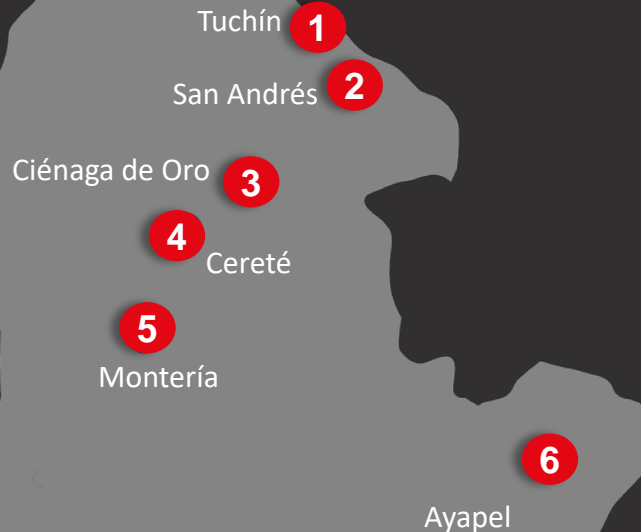 Tuchín 1
San Andrés 2
Ciénaga de Oro 3
4
Cereté
5
Montería
6
Ayapel